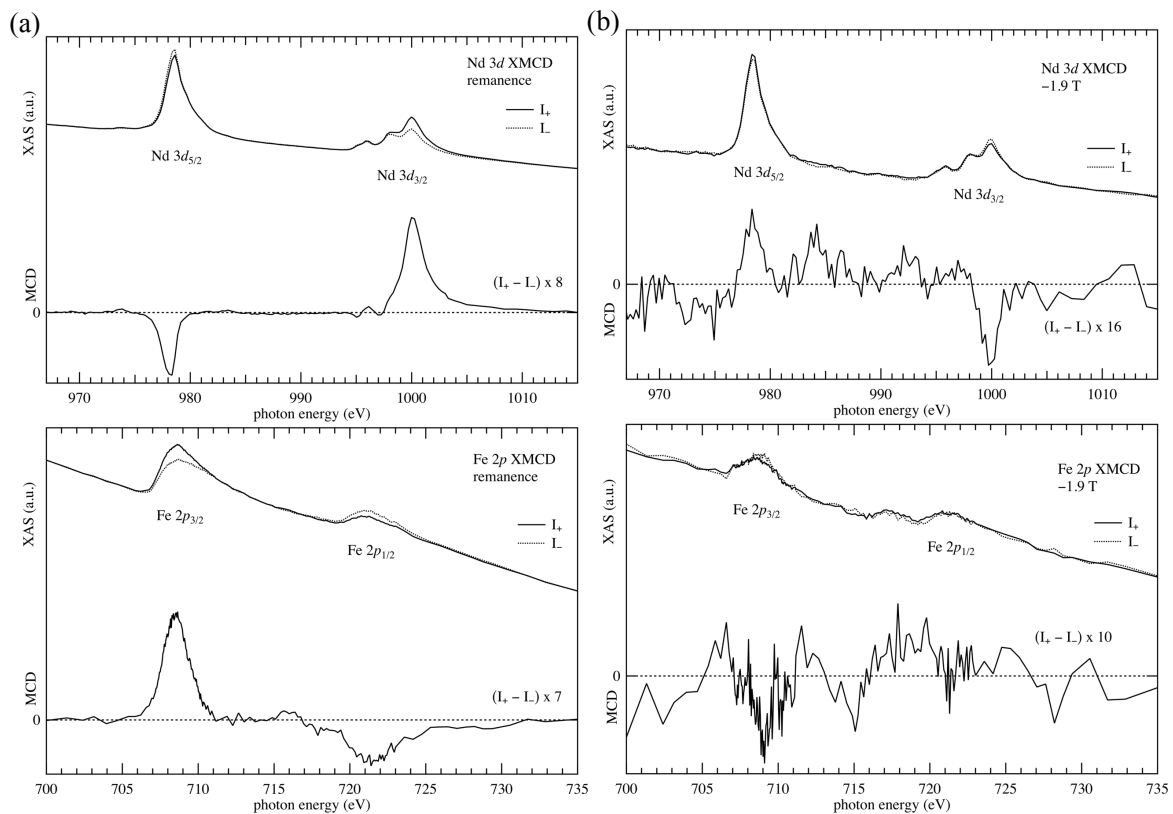 (a)
Nd 3d XMCD
remanence
I+
I−
XAS (a.u.)
Nd 3d5/2
Nd 3d3/2
MCD
0
(I+ − I−) x 8
970 980 990 1000 1010
photon energy (eV)
Fe 2p XMCD
remanence
I+
I−
XAS (a.u.)
Fe 2p3/2
Fe 2p1/2
MCD
0
(I+ − I−) x 7
700 705 710 715 720 725 730 735
photon energy (eV)
(b)
Nd 3d XMCD
−1.9 T
I+
I−
XAS (a.u.)
Nd 3d5/2
Nd 3d3/2
MCD
0
(I+ − I−) x 16
970 980 990 1000 1010
photon energy (eV)
Fe 2p XMCD
−1.9 T
I+
I−
XAS (a.u.)
Fe 2p3/2
Fe 2p1/2
MCD
0
(I+ − I−) x 10
700 705 710 715 720 725 730 735
photon energy (eV)